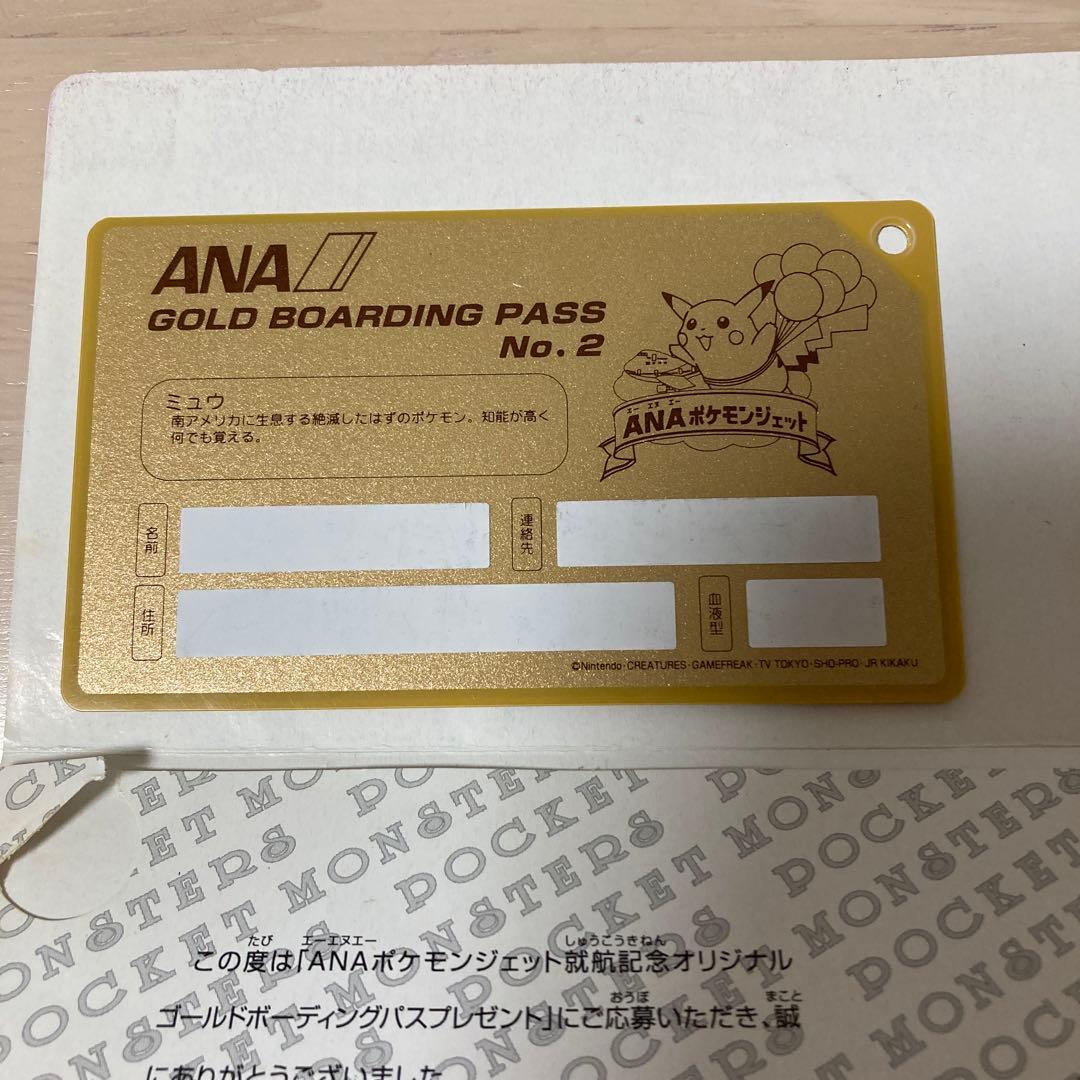 ANA
GOLD BOARDING PASS
No. 2
ミュウ
南アメリカに生息する絶滅したはずのポケモン。知能が高く
何でも覚える。
エー エヌ エー
ANAポケモンジェット
名前
連絡先
住所
血液型
©Nintendo・CREATURES・GAMEFREAK・TV TOKYO・SHO-PRO・JR KIKAKU
POCKET MONSTERS POCKET MONSTERS
たび エーエヌエー しゅうこうきねん
この度は「ANAポケモンジェット就航記念オリジナル
おうぼ まこと
ゴールドボーディングパスプレゼント」にご応募いただき、誠
にありがとうございました